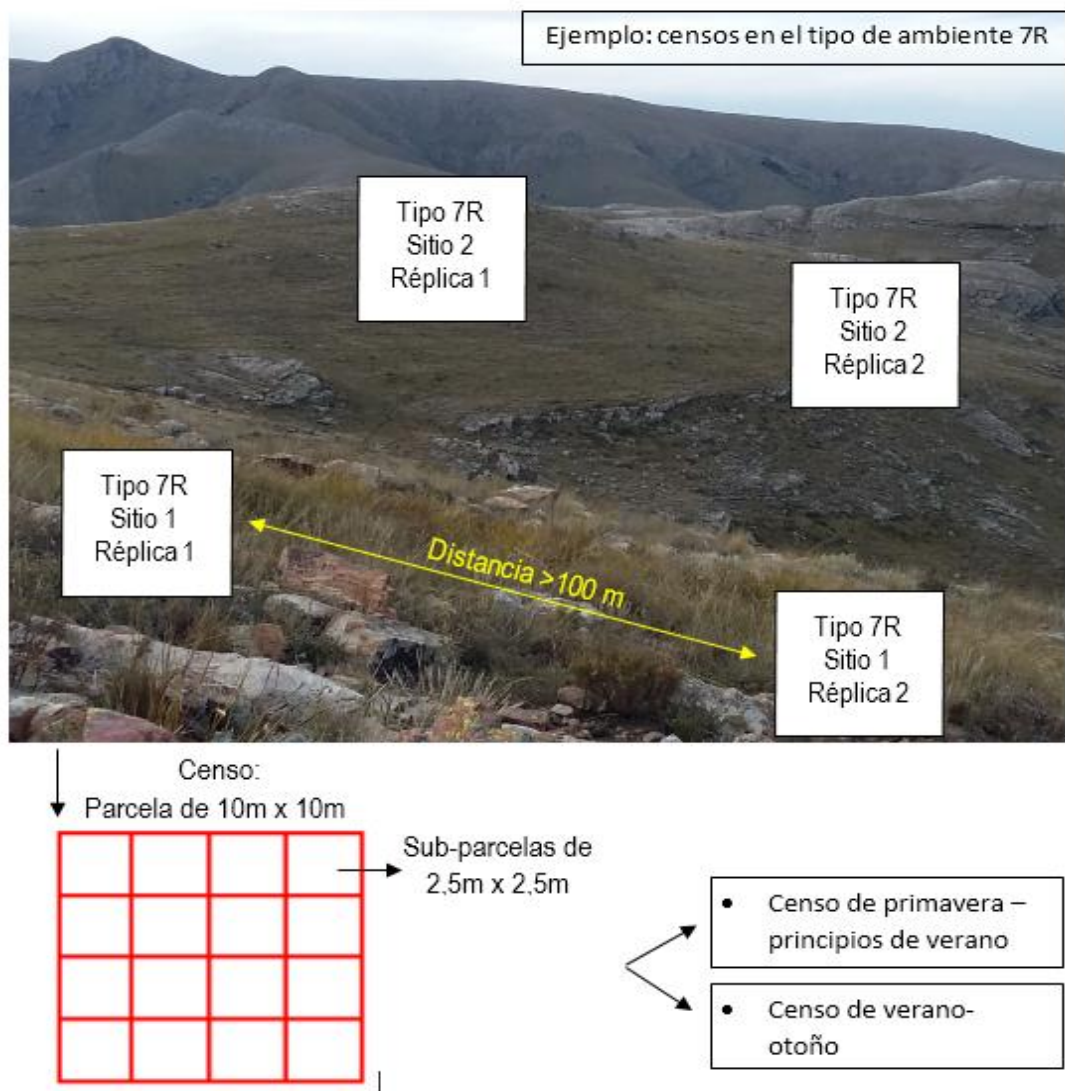 Ejemplo: censos en el tipo de ambiente 7R
Tipo 7R
Sitio 2
Réplica 1
Tipo 7R
Sitio 2
Réplica 2
Tipo 7R
Sitio 1
Réplica 1
Distancia >100 m
Tipo 7R
Sitio 1
Réplica 2
Censo:
Parcela de 10m x 10m
Sub-parcelas de
2,5m x 2,5m
• Censo de primavera –
principios de verano
• Censo de verano-
otoño